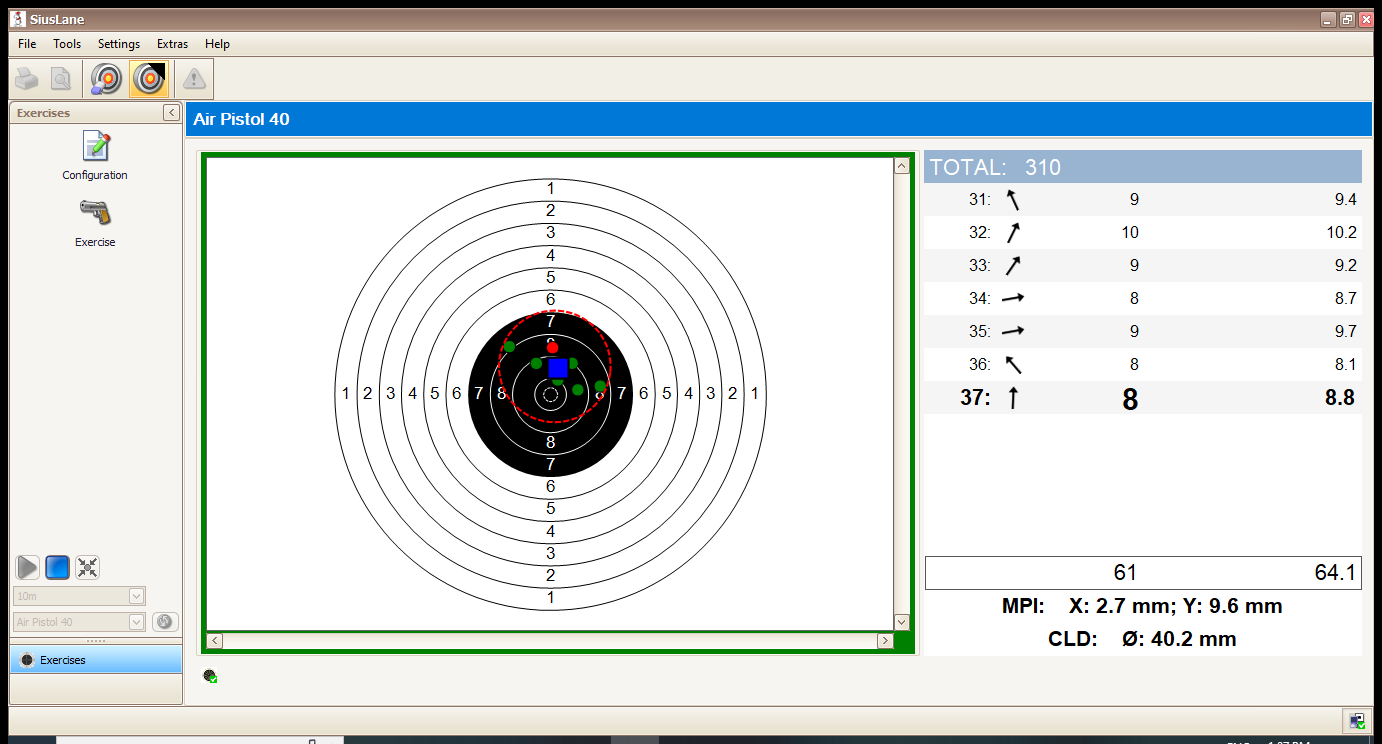 SiusLane
File Tools Settings Extras Help
Exercises
Configuration
Exercise
10m
Air Pistol 40
Exercises
Air Pistol 40
1
2
3
4
5
6
7
1 2 3 4 5 6 7 8 7 6 5 4 3 2 1
8
7
6
5
4
3
2
1
TOTAL: 310
31: 9 9.4
32: 10 10.2
33: 9 9.2
34: 8 8.7
35: 9 9.7
36: 8 8.1
37: 8 8.8
61 64.1
MPI: X: 2.7 mm; Y: 9.6 mm
CLD: Ø: 40.2 mm